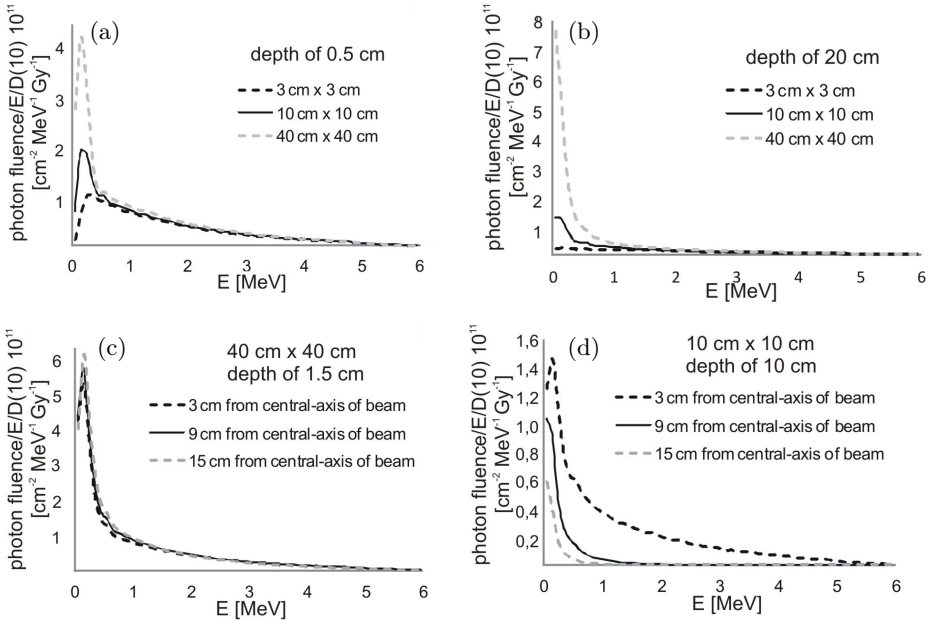 (a)
photon fluence/E/D(10) 10¹¹
[cm⁻² MeV⁻¹Gy⁻¹]
depth of 0.5 cm
3 cm x 3 cm
10 cm x 10 cm
40 cm x 40 cm
4
3
2
1
0 1 2 3 4 5 6
E [MeV]
(b)
photon fluence/E/D(10) 10¹¹
[cm⁻² MeV⁻¹Gy⁻¹]
depth of 20 cm
3 cm x 3 cm
10 cm x 10 cm
40 cm x 40 cm
8
7
6
5
4
3
2
1
0 1 2 3 4 5 6
E [MeV]
(c)
photon fluence/E/D(10) 10¹¹
[cm⁻² MeV⁻¹Gy⁻¹]
40 cm x 40 cm
depth of 1.5 cm
3 cm from central-axis of beam
9 cm from central-axis of beam
15 cm from central-axis of beam
6
5
4
3
2
1
0 1 2 3 4 5 6
E [MeV]
(d)
photon fluence/E/D(10) 10¹¹
[cm⁻² MeV⁻¹Gy⁻¹]
10 cm x 10 cm
depth of 10 cm
3 cm from central-axis of beam
9 cm from central-axis of beam
15 cm from central-axis of beam
1,6
1,4
1,2
1,0
0,8
0,6
0,4
0,2
0 1 2 3 4 5 6
E [MeV]